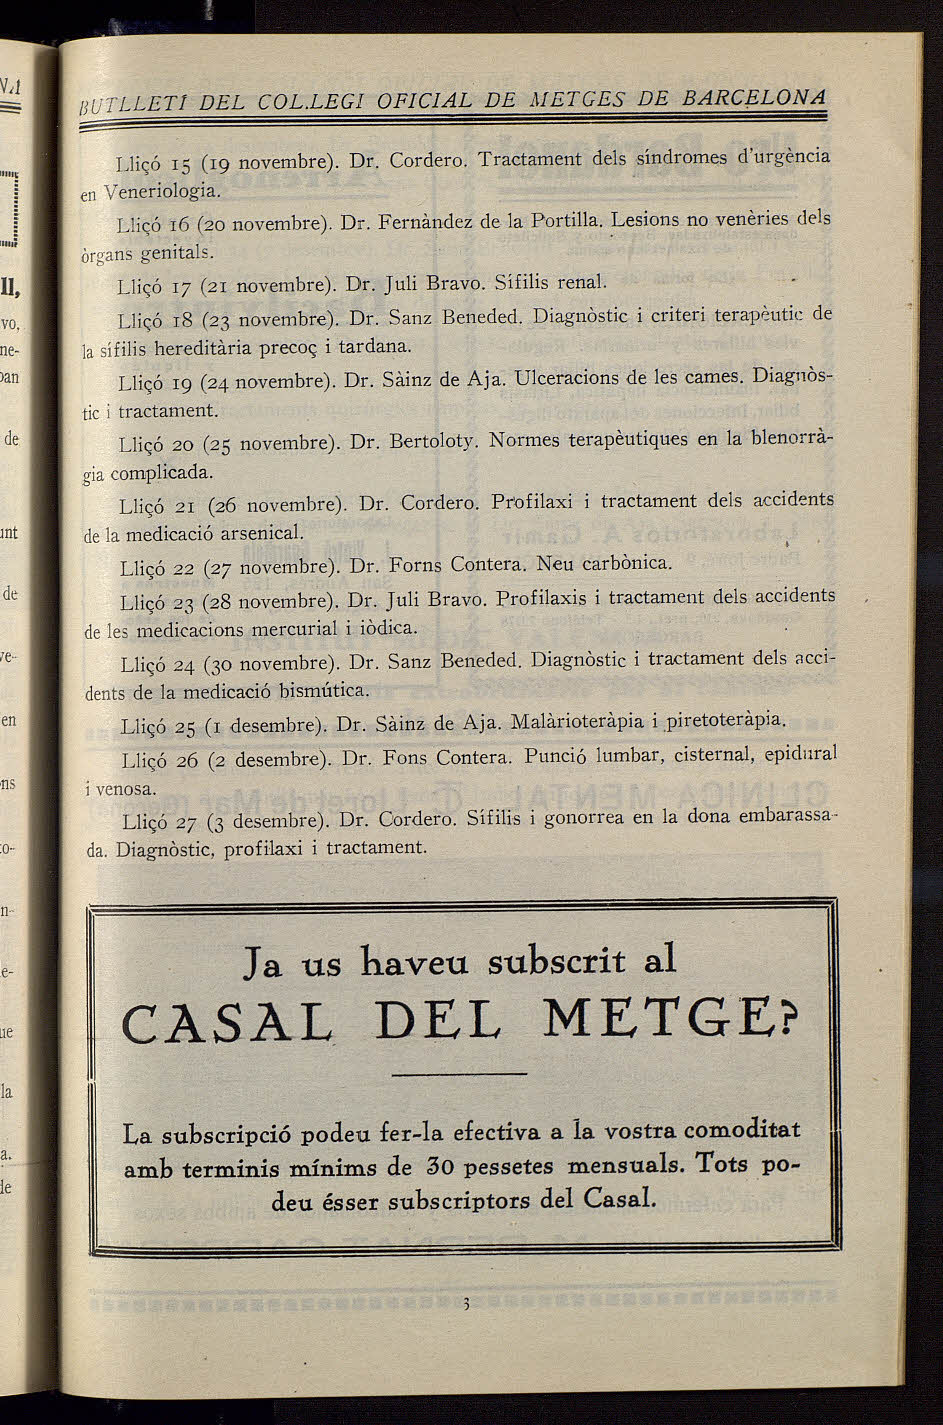 BUTLLETÍ DEL COL.LEGI OFICIAL DE METGES DE BARCELONA
Lliçó 15 (19 novembre). Dr. Cordero. Tractament dels síndromes d'urgència
en Veneriologia.
Lliçó 16 (20 novembre). Dr. Fernàndez de la Portilla. Lesions no venèries dels
òrgans genitals.
Lliçó 17 (21 novembre). Dr. Juli Bravo. Sífilis renal.
Lliçó 18 (23 novembre). Dr. Sanz Beneded. Diagnòstic i criteri terapèutic de
la sífilis hereditària precoç i tardana.
Lliçó 19 (24 novembre). Dr. Sàinz de Aja. Ulceracions de les cames. Diagnòs-
tic i tractament.
Lliçó 20 (25 novembre). Dr. Bertoloty. Normes terapèutiques en la blenorrà-
gia complicada.
Lliçó 21 (26 novembre). Dr. Cordero. Profilaxi i tractament dels accidents
de la medicació arsenical.
Lliçó 22 (27 novembre). Dr. Forns Contera. Neu carbònica.
Lliçó 23 (28 novembre). Dr. Juli Bravo. Profilaxis i tractament dels accidents
de les medicacions mercurial i iòdica.
Lliçó 24 (30 novembre). Dr. Sanz Beneded. Diagnòstic i tractament dels acci-
dents de la medicació bismútica.
Lliçó 25 (1 desembre). Dr. Sàinz de Aja. Malàrioteràpia i piretoteràpia.
Lliçó 26 (2 desembre). Dr. Fons Contera. Punció lumbar, cisternal, epidural
i venosa.
Lliçó 27 (3 desembre). Dr. Cordero. Sífilis i gonorrea en la dona embarassa-
da. Diagnòstic, profilaxi i tractament.
Ja us haveu subscrit al
CASAL DEL METGE?
La subscripció podeu fer-la efectiva a la vostra comoditat
amb terminis mínims de 30 pessetes mensuals. Tots po-
deu ésser subscriptors del Casal.
3